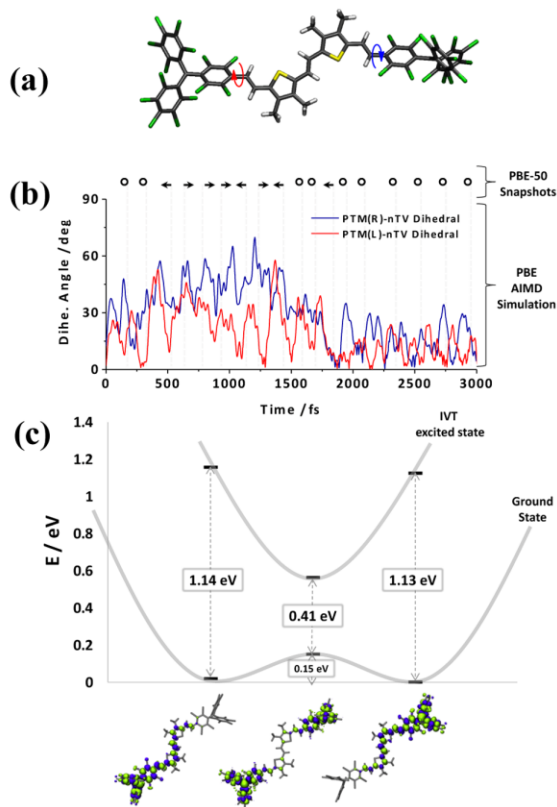 (a)
(b)
PBE-50
Snapshots
90
60
30
0
Dihe. Angle / deg
PTM(R)-nTV Dihedral
PTM(L)-nTV Dihedral
PBE
AIMD
Simulation
0 500 1000 1500 2000 2500 3000
Time /fs
(c)
IVT
excited state
Ground
State
1.4
1.2
1
0.8
0.6
0.4
0.2
0
E / eV
1.14 eV
0.41 eV
1.13 eV
0.15 eV